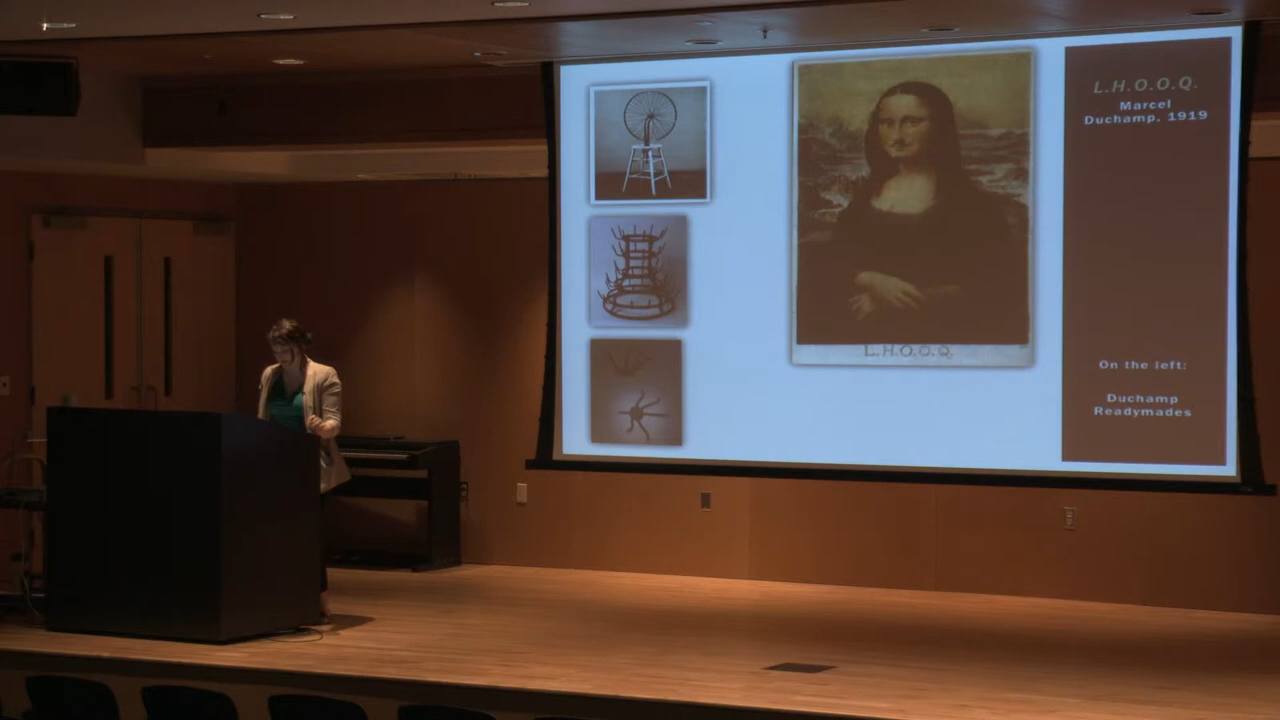 L.H.O.O.Q.
Marcel
Duchamp, 1919
L.H.O.O.Q.
On the left:
Duchamp
Readymades